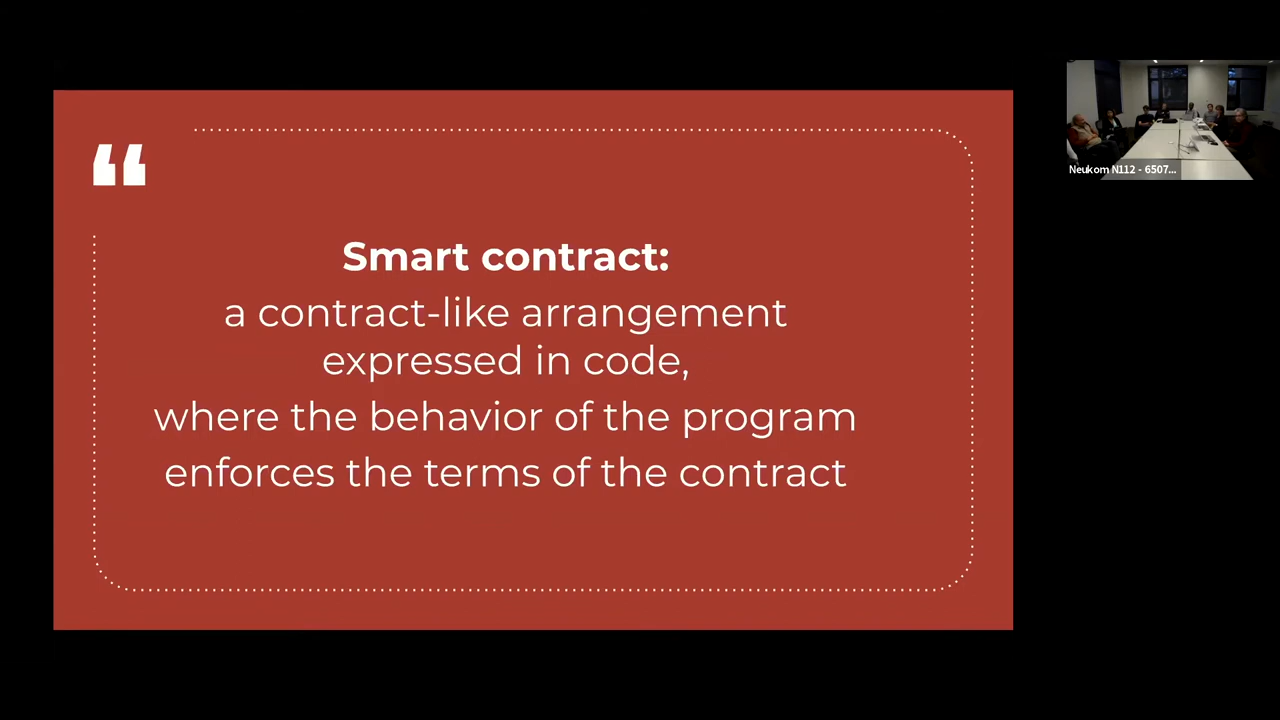 “
Smart contract:
a contract-like arrangement
expressed in code,
where the behavior of the program
enforces the terms of the contract
Neukom N112 - 6507...